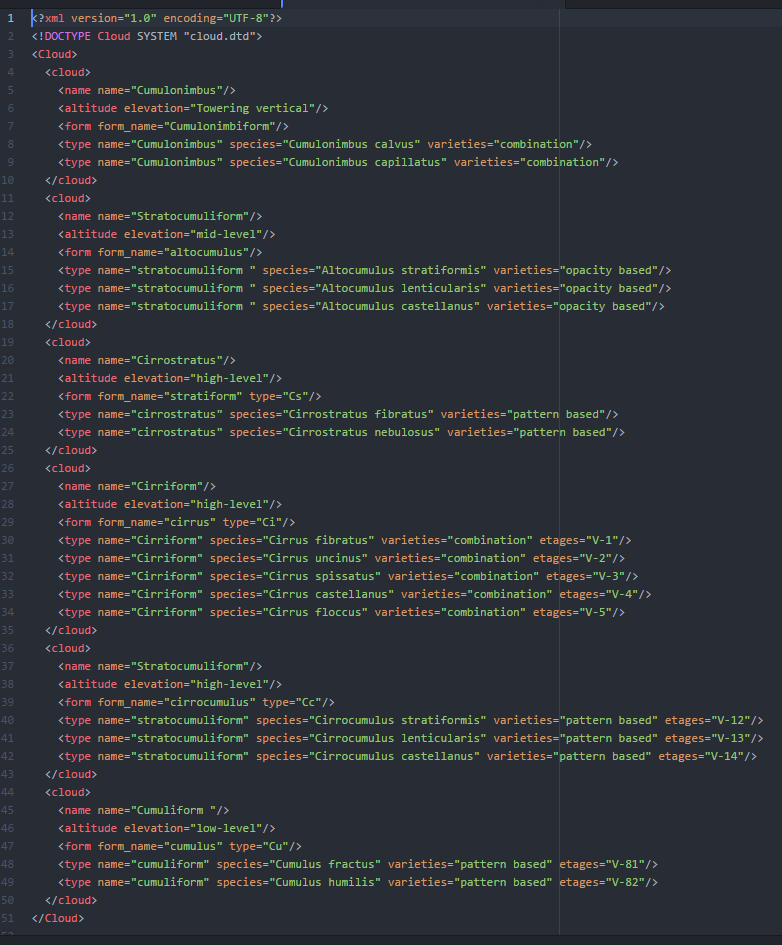 1 <?xml version="1.0" encoding="UTF-8"?>
2 <!DOCTYPE Cloud SYSTEM "cloud.dtd">
3 <Cloud>
4   <cloud>
5     <name name="Cumulonimbus"/>
6     <altitude elevation="Towering vertical"/>
7     <form form_name="Cumulonimbiform"/>
8     <type name="Cumulonimbus" species="Cumulonimbus calvus" varieties="combination"/>
9     <type name="Cumulonimbus" species="Cumulonimbus capillatus" varieties="combination"/>
10   </cloud>
11   <cloud>
12     <name name="Stratocumuliform"/>
13     <altitude elevation="mid-level"/>
14     <form form_name="altocumulus"/>
15     <type name="stratocumuliform " species="Altocumulus stratiformis" varieties="opacity based"/>
16     <type name="stratocumuliform " species="Altocumulus lenticularis" varieties="opacity based"/>
17     <type name="stratocumuliform " species="Altocumulus castellanus" varieties="opacity based"/>
18   </cloud>
19   <cloud>
20     <name name="Cirrostratus"/>
21     <altitude elevation="high-level"/>
22     <form form_name="stratiform" type="Cs"/>
23     <type name="cirrostratus" species="Cirrostratus fibratus" varieties="pattern based"/>
24     <type name="cirrostratus" species="Cirrostratus nebulosus" varieties="pattern based"/>
25   </cloud>
26   <cloud>
27     <name name="Cirriform"/>
28     <altitude elevation="high-level"/>
29     <form form_name="cirrus" type="Ci"/>
30     <type name="Cirriform" species="Cirrus fibratus" varieties="combination" etages="V-1"/>
31     <type name="Cirriform" species="Cirrus uncinus" varieties="combination" etages="V-2"/>
32     <type name="Cirriform" species="Cirrus spissatus" varieties="combination" etages="V-3"/>
33     <type name="Cirriform" species="Cirrus castellanus" varieties="combination" etages="V-4"/>
34     <type name="Cirriform" species="Cirrus floccus" varieties="combination" etages="V-5"/>
35   </cloud>
36   <cloud>
37     <name name="Stratocumuliform"/>
38     <altitude elevation="high-level"/>
39     <form form_name="cirrocumulus" type="Cc"/>
40     <type name="stratocumuliform" species="Cirrocumulus stratiformis" varieties="pattern based" etages="V-12"/>
41     <type name="stratocumuliform" species="Cirrocumulus lenticularis" varieties="pattern based" etages="V-13"/>
42     <type name="stratocumuliform" species="Cirrocumulus castellanus" varieties="pattern based" etages="V-14"/>
43   </cloud>
44   <cloud>
45     <name name="Cumuliform "/>
46     <altitude elevation="low-level"/>
47     <form form_name="cumulus" type="Cu"/>
48     <type name="cumuliform" species="Cumulus fractus" varieties="pattern based" etages="V-81"/>
49     <type name="cumuliform" species="Cumulus humilis" varieties="pattern based" etages="V-82"/>
50   </cloud>
51 </Cloud>